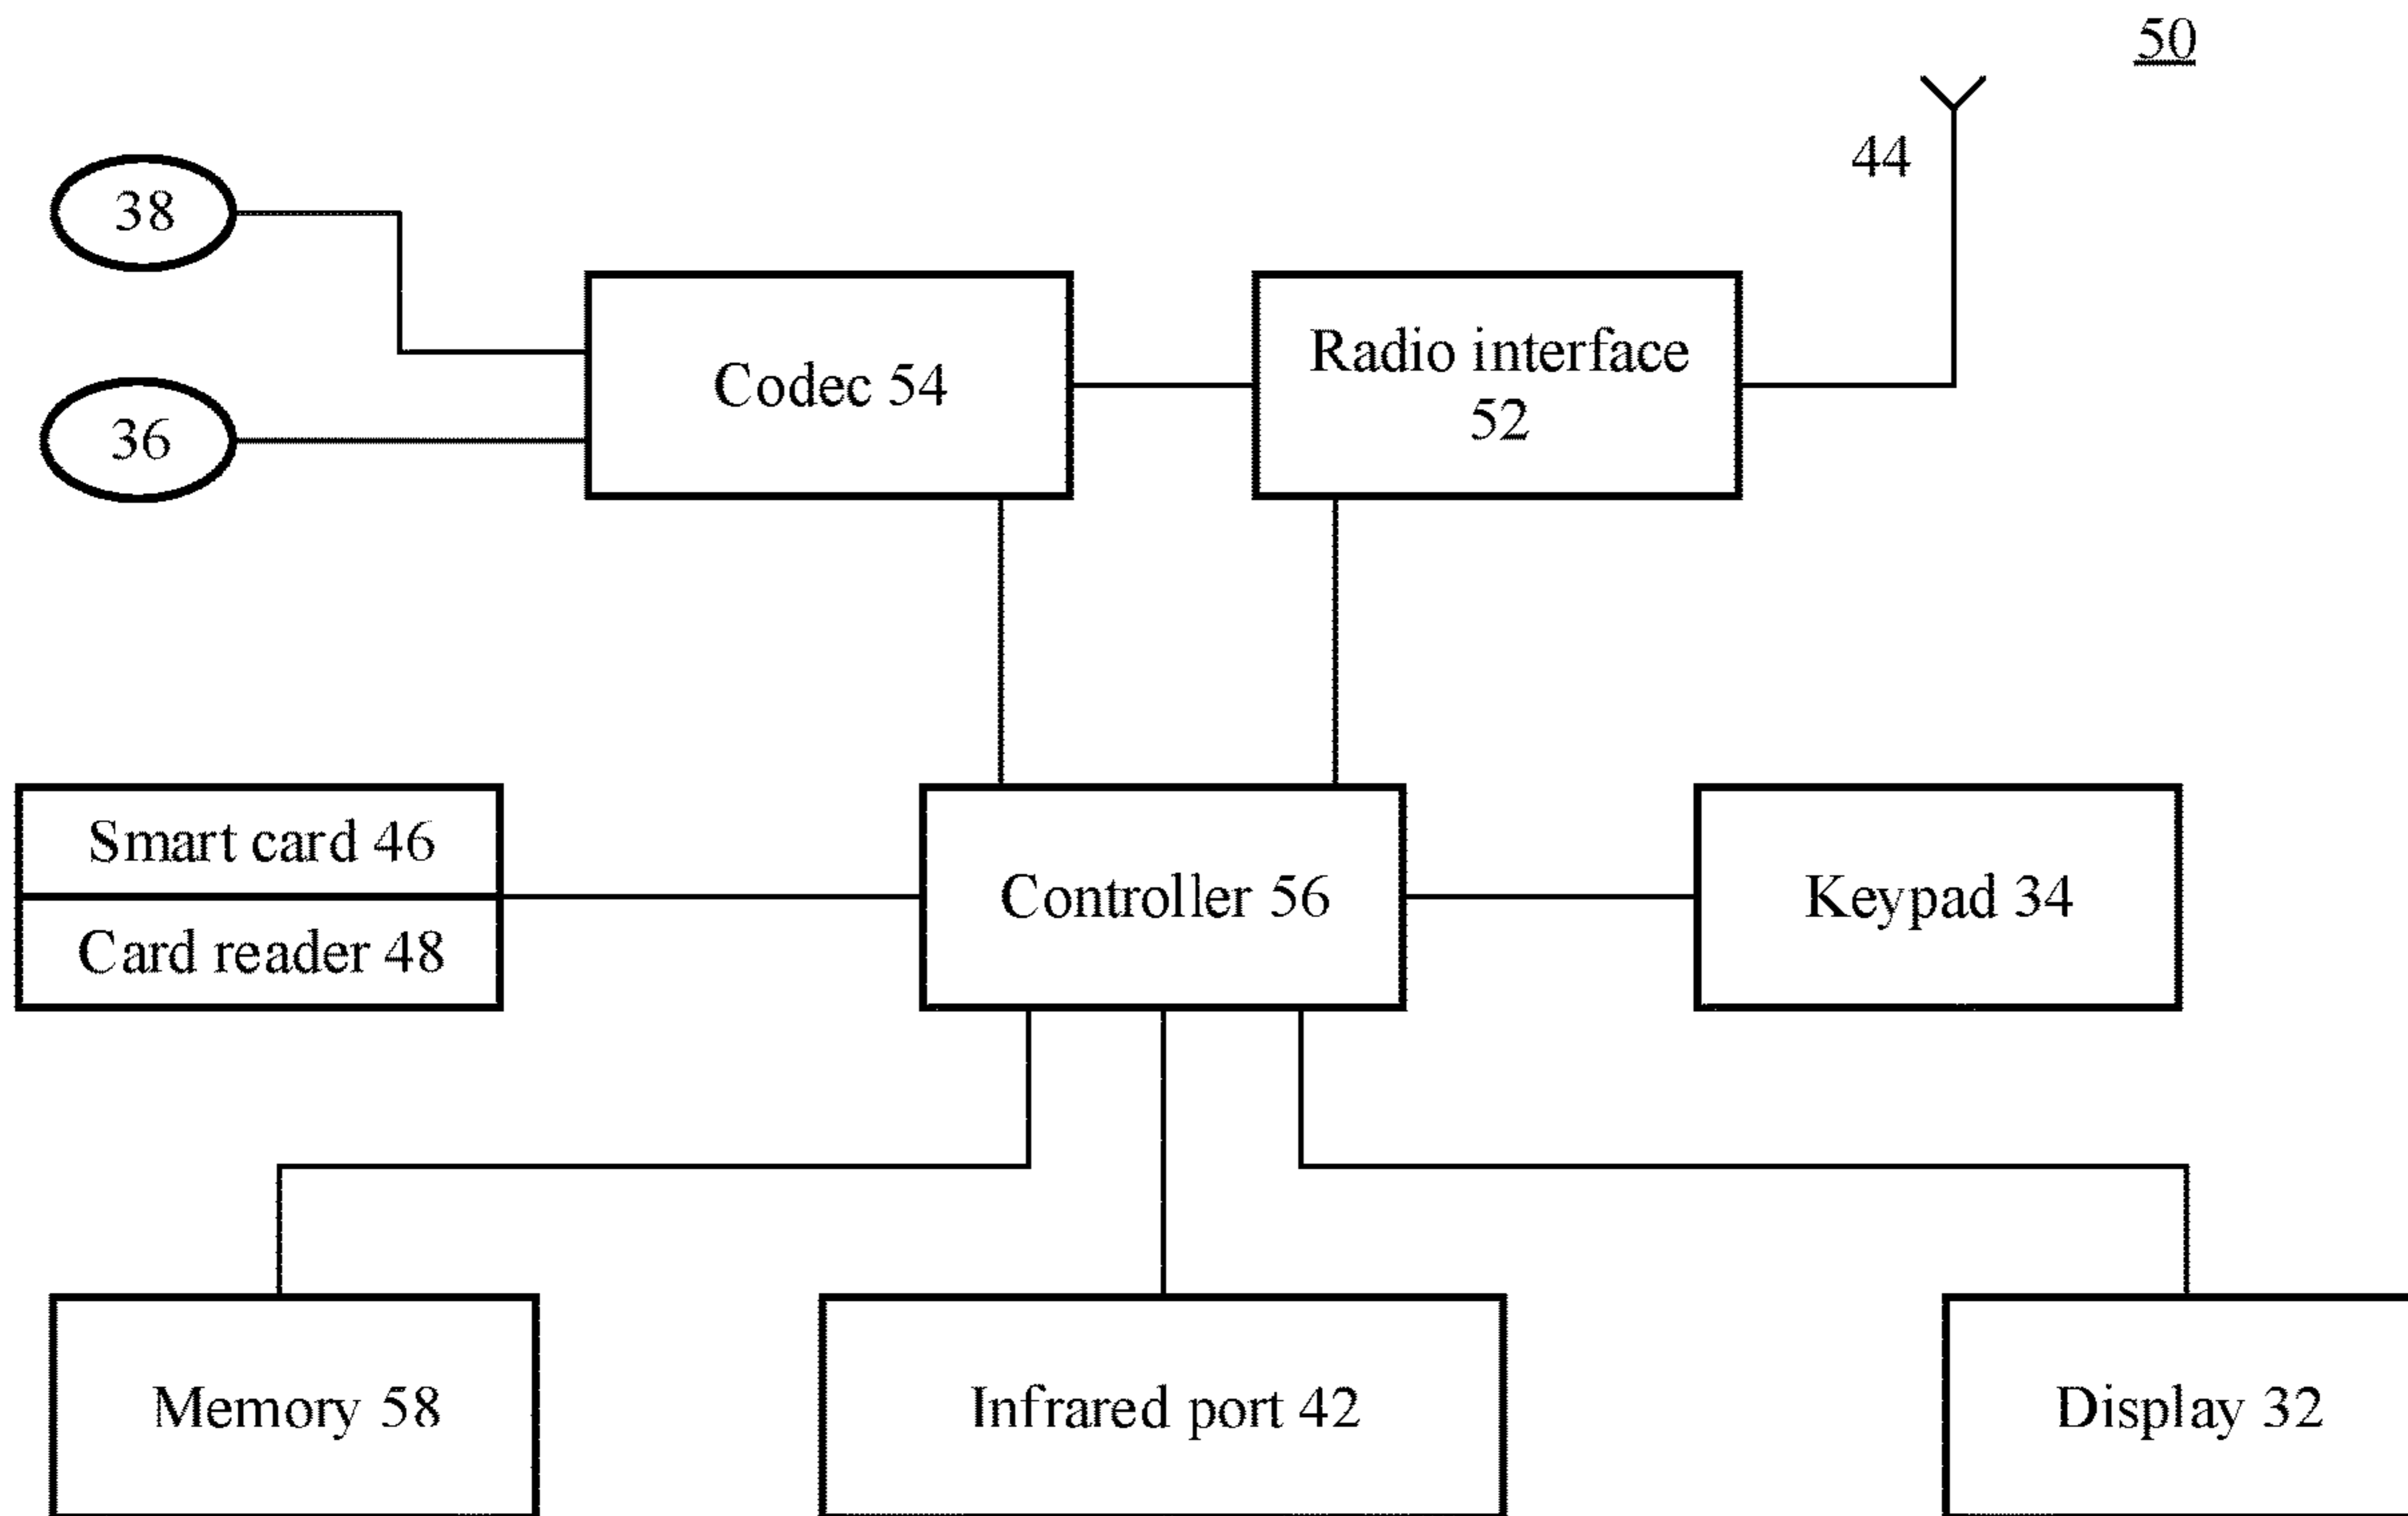 50
44
38
Radio interface
52
Codec 54
36
Smart card 46
Controller 56
Keypad 34
Card reader 48
Memory 58
Infrared port 42
Display 32